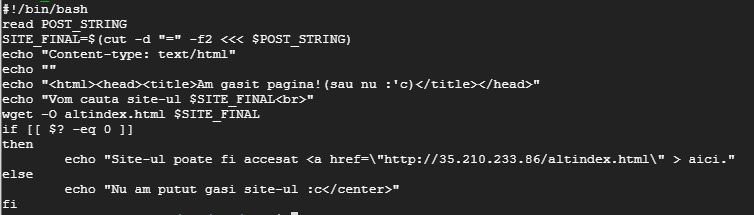 #!/bin/bash
read POST_STRING
SITE_FINAL=$(cut -d "=" -f2 <<< $POST_STRING)
echo "Content-type: text/html"
echo ""
echo "<html><head><title>Am gasit pagina!(sau nu :'c)</title></head>"
echo "Vom cauta site-ul $SITE_FINAL<br>"
wget -O altindex.html $SITE_FINAL
if [[ $? -eq 0 ]]
then
        echo "Site-ul poate fi accesat <a href=\"http://35.210.233.86/altindex.html\" > aici."
else
        echo "Nu am putut gasi site-ul :c</center>"
fi